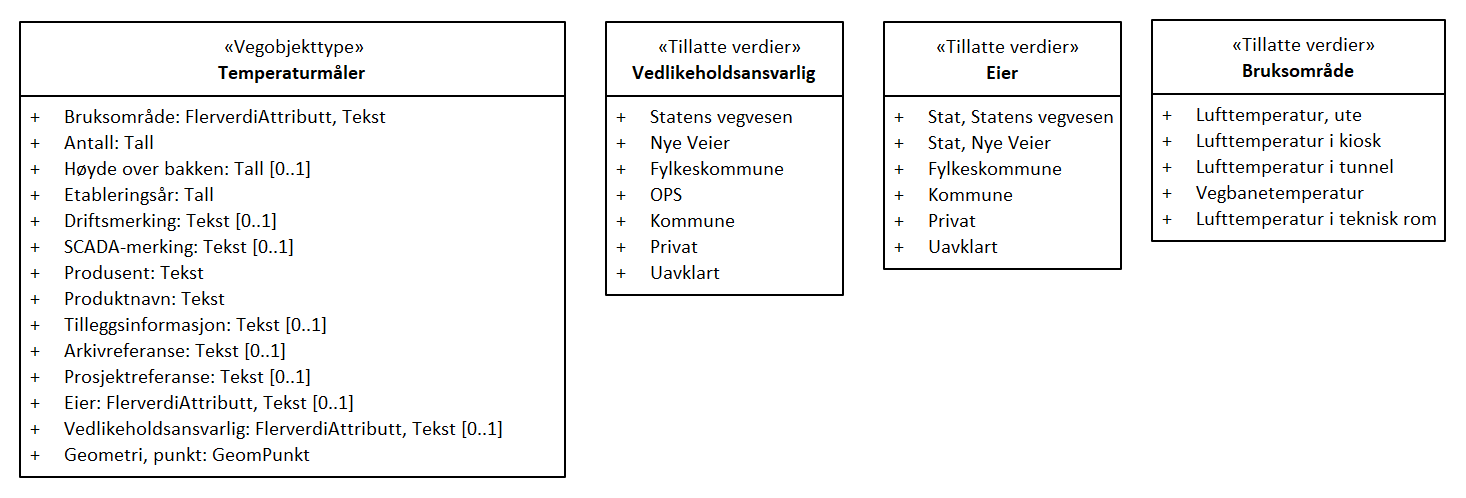 «Vegobjekttype»
Temperaturmåler
+ Bruksområde: FlerverdiAttributt, Tekst
+ Antall: Tall
+ Høyde over bakken: Tall [0..1]
+ Etableringsår: Tall
+ Driftsmerking: Tekst [0..1]
+ SCADA-merking: Tekst [0..1]
+ Produsent: Tekst
+ Produktnavn: Tekst
+ Tilleggsinformasjon: Tekst [0..1]
+ Arkivreferanse: Tekst [0..1]
+ Prosjektreferanse: Tekst [0..1]
+ Eier: FlerverdiAttributt, Tekst [0..1]
+ Vedlikeholdsansvarlig: FlerverdiAttributt, Tekst [0..1]
+ Geometri, punkt: GeomPunkt
«Tillatte verdier»
Vedlikeholdsansvarlig
+ Statens vegvesen
+ Nye Veier
+ Fylkeskommune
+ OPS
+ Kommune
+ Privat
+ Uavklart
«Tillatte verdier»
Eier
+ Stat, Statens vegvesen
+ Stat, Nye Veier
+ Fylkeskommune
+ Kommune
+ Privat
+ Uavklart
«Tillatte verdier»
Bruksområde
+ Lufttemperatur, ute
+ Lufttemperatur i kiosk
+ Lufttemperatur i tunnel
+ Vegbanetemperatur
+ Lufttemperatur i teknisk rom